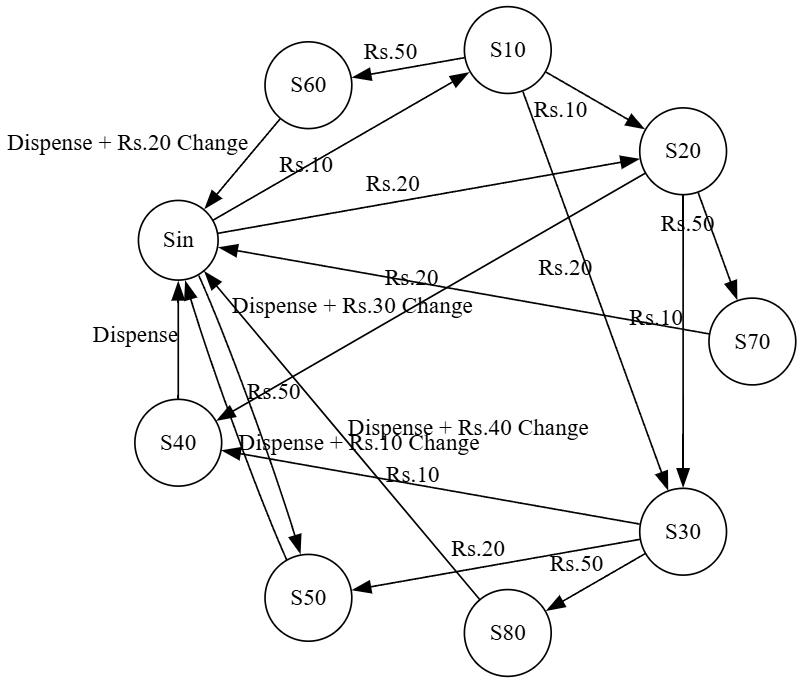 S10
Rs.50
S60
Rs.10
Dispense + Rs.20 Change
S20
Rs.10
Rs.20
Rs.50
Sin
Rs.20
Rs.20
Dispense + Rs.30 Change
Rs.10
Dispense
S70
Rs.50
Dispense + Rs.40 Change
Dispense + Rs.10 Change
S40
Rs.10
S30
Rs.20
Rs.50
S50
S80